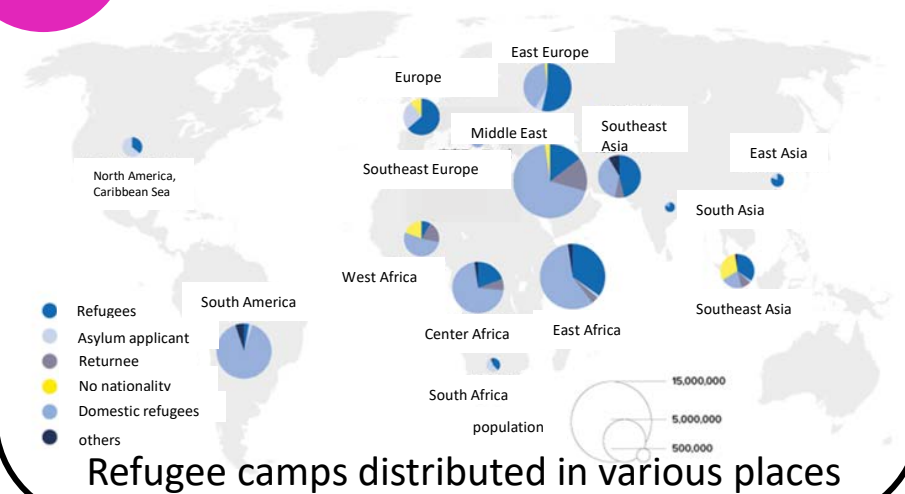 East Europe
Europe
Middle East
Southeast
Asia
East Asia
Southeast Europe
North America,
Caribbean Sea
South Asia
West Africa
South America
Southeast Asia
Center Africa
East Africa
South Africa
Refugees
Asylum applicant
Returnee
No nationality
Domestic refugees
others
population
15,000,000
5,000,000
500,000
Refugee camps distributed in various places